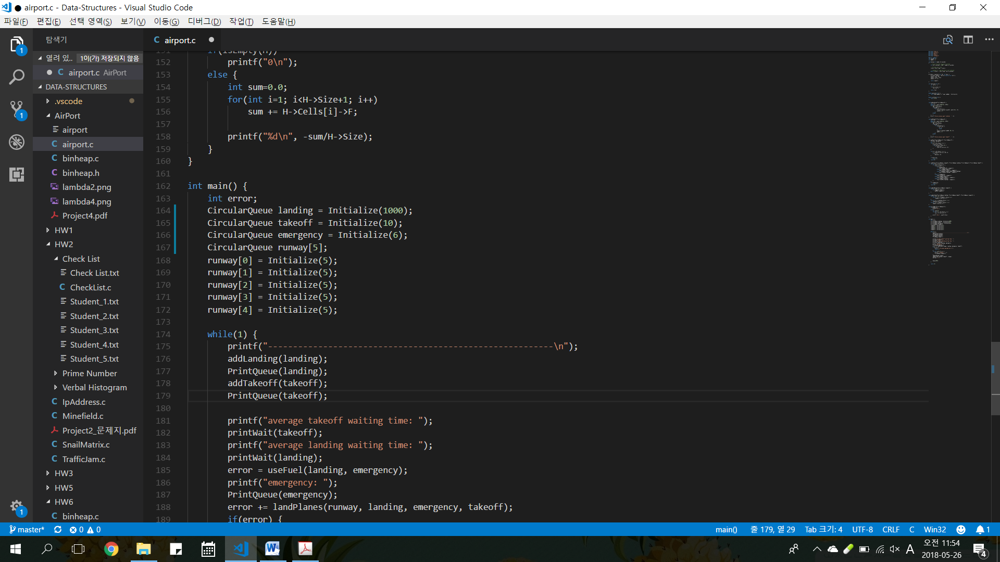 airport.c - Data-Structures - Visual Studio Code
파일(F) 편집(E) 선택 영역(S) 보기(V) 이동(G) 디버그(D) 작업(T) 도움말(H)
탐색기
열려 있.. 1이(가) 저장되지 않음
airport.c AirPort
DATA-STRUCTURES
.vscode
AirPort
airport
airport.c
binheap.c
binheap.h
lambda2.png
lambda4.png
Project4.pdf
HW1
HW2
Check List
Check List.txt
CheckList.c
Student_1.txt
Student_2.txt
Student_3.txt
Student_4.txt
Student_5.txt
Prime Number
Verbal Histogram
IpAddress.c
Minefield.c
Project2_문제지.pdf
SnailMatrix.c
TrafficJam.c
HW3
HW5
HW6
binheap.c
1
1
1
airport.c
151 if(isEmpty(H))
152 printf("0\n");
153 else {
154 int sum=0.0;
155 for(int i=1; i<H->Size+1; i++)
156 sum += H->Cells[i]->F;
157
158 printf("%d\n", -sum/H->Size);
159 }
160 }
161
162 int main() {
163 int error;
164 CircularQueue landing = Initialize(1000);
165 CircularQueue takeoff = Initialize(10);
166 CircularQueue emergency = Initialize(6);
167 CircularQueue runway[5];
168 runway[0] = Initialize(5);
169 runway[1] = Initialize(5);
170 runway[2] = Initialize(5);
171 runway[3] = Initialize(5);
172 runway[4] = Initialize(5);
173
174 while(1) {
175 printf("---------------------------------------------------------\n");
176 addLanding(landing);
177 PrintQueue(landing);
178 addTakeoff(takeoff);
179 PrintQueue(takeoff);
180
181 printf("average takeoff waiting time: ");
182 printWait(takeoff);
183 printf("average landing waiting time: ");
184 printWait(landing);
185 error = useFuel(landing, emergency);
186 printf("emergency: ");
187 PrintQueue(emergency);
188 error += landPlanes(runway, landing, emergency, takeoff);
189 if(error) {
master* 0 0 main() 줄 179, 열 29 Tab 크기: 4 UTF-8 CRLF C Win32 1
A 오전 11:54
2018-05-26
4